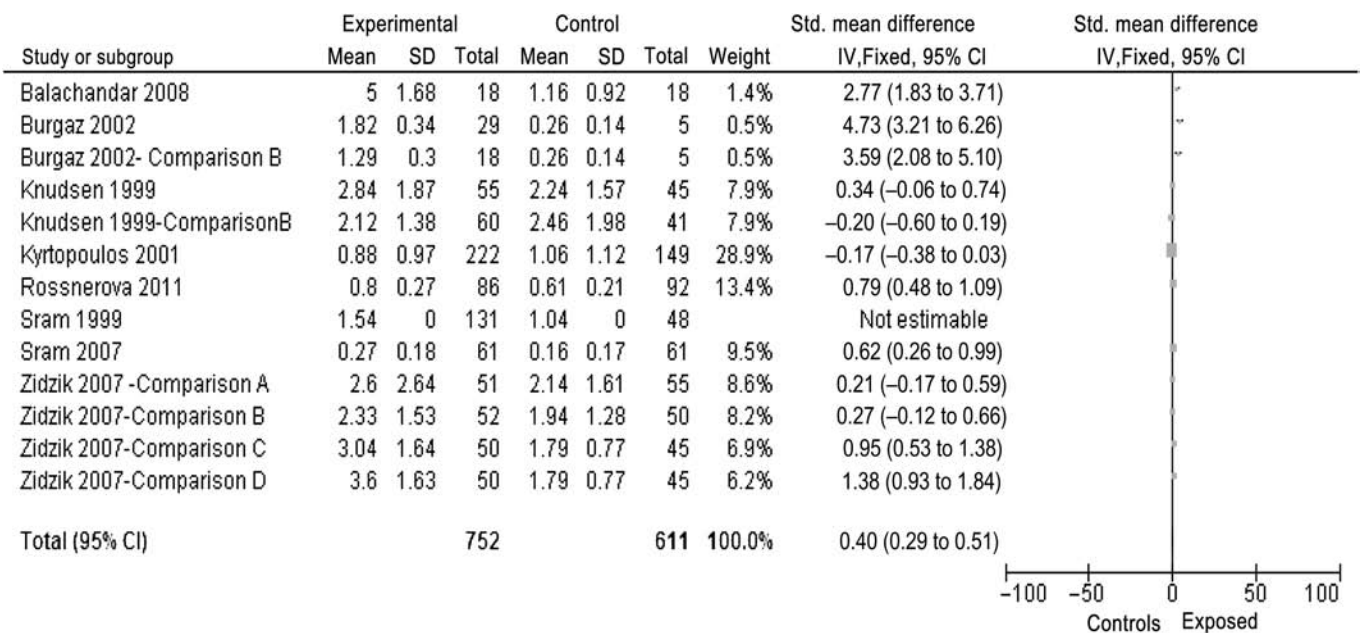 Experimental Control Std. mean difference Std. mean difference
Study or subgroup Mean SD Total Mean SD Total Weight IV,Fixed, 95% CI IV,Fixed, 95% CI
Balachandar 2008 5 1.68 18 1.16 0.92 18 1.4% 2.77 (1.83 to 3.71)
Burgaz 2002 1.82 0.34 29 0.26 0.14 5 0.5% 4.73 (3.21 to 6.26)
Burgaz 2002- Comparison B 1.29 0.3 18 0.26 0.14 5 0.5% 3.59 (2.08 to 5.10)
Knudsen 1999 2.84 1.87 55 2.24 1.57 45 7.9% 0.34 (–0.06 to 0.74)
Knudsen 1999-ComparisonB 2.12 1.38 60 2.46 1.98 41 7.9% –0.20 (–0.60 to 0.19)
Kyrtopoulos 2001 0.88 0.97 222 1.06 1.12 149 28.9% –0.17 (–0.38 to 0.03)
Rossnerova 2011 0.8 0.27 86 0.61 0.21 92 13.4% 0.79 (0.48 to 1.09)
Sram 1999 1.54 0 131 1.04 0 48 Not estimable
Sram 2007 0.27 0.18 61 0.16 0.17 61 9.5% 0.62 (0.26 to 0.99)
Zidzik 2007 -Comparison A 2.6 2.64 51 2.14 1.61 55 8.6% 0.21 (–0.17 to 0.59)
Zidzik 2007-Comparison B 2.33 1.53 52 1.94 1.28 50 8.2% 0.27 (–0.12 to 0.66)
Zidzik 2007-Comparison C 3.04 1.64 50 1.79 0.77 45 6.9% 0.95 (0.53 to 1.38)
Zidzik 2007-Comparison D 3.6 1.63 50 1.79 0.77 45 6.2% 1.38 (0.93 to 1.84)
Total (95% CI) 752 611 100.0% 0.40 (0.29 to 0.51)
–100 –50 0 50 100
Controls Exposed